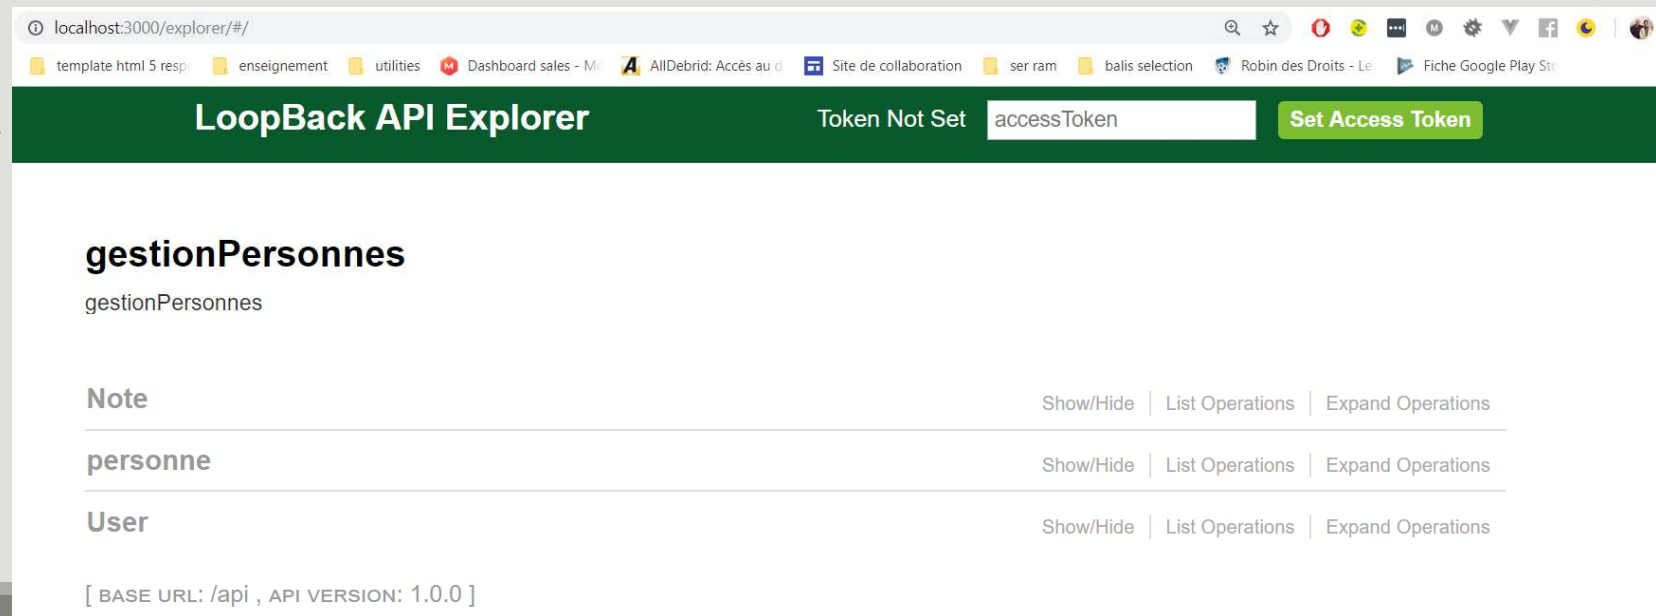 localhost:3000/explorer/#/
template html 5 resp enseignement utilities Dashboard sales - M AllDebrid: Accès au d Site de collaboration ser ram balis selection Robin des Droits - Le Fiche Google Play Sto
LoopBack API Explorer Token Not Set accessToken Set Access Token
gestionPersonnes
gestionPersonnes
Note Show/Hide List Operations Expand Operations
personne Show/Hide List Operations Expand Operations
User Show/Hide List Operations Expand Operations
[ BASE URL: /api , API VERSION: 1.0.0 ]